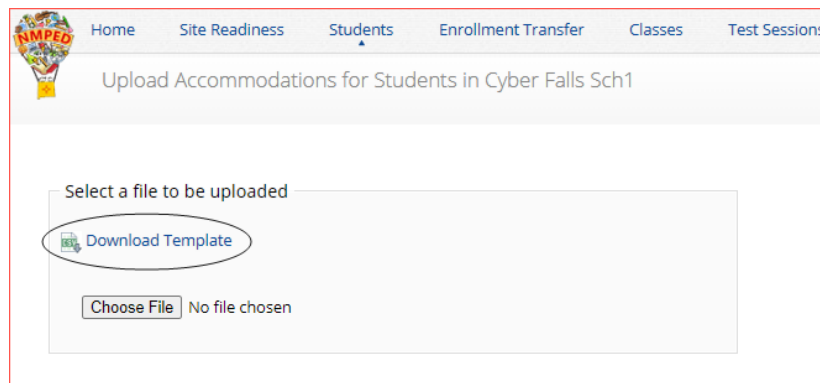 NMPED
Home Site Readiness Students Enrollment Transfer Classes Test Sessions
Upload Accommodations for Students in Cyber Falls Sch1
Select a file to be uploaded
Download Template
Choose File No file chosen